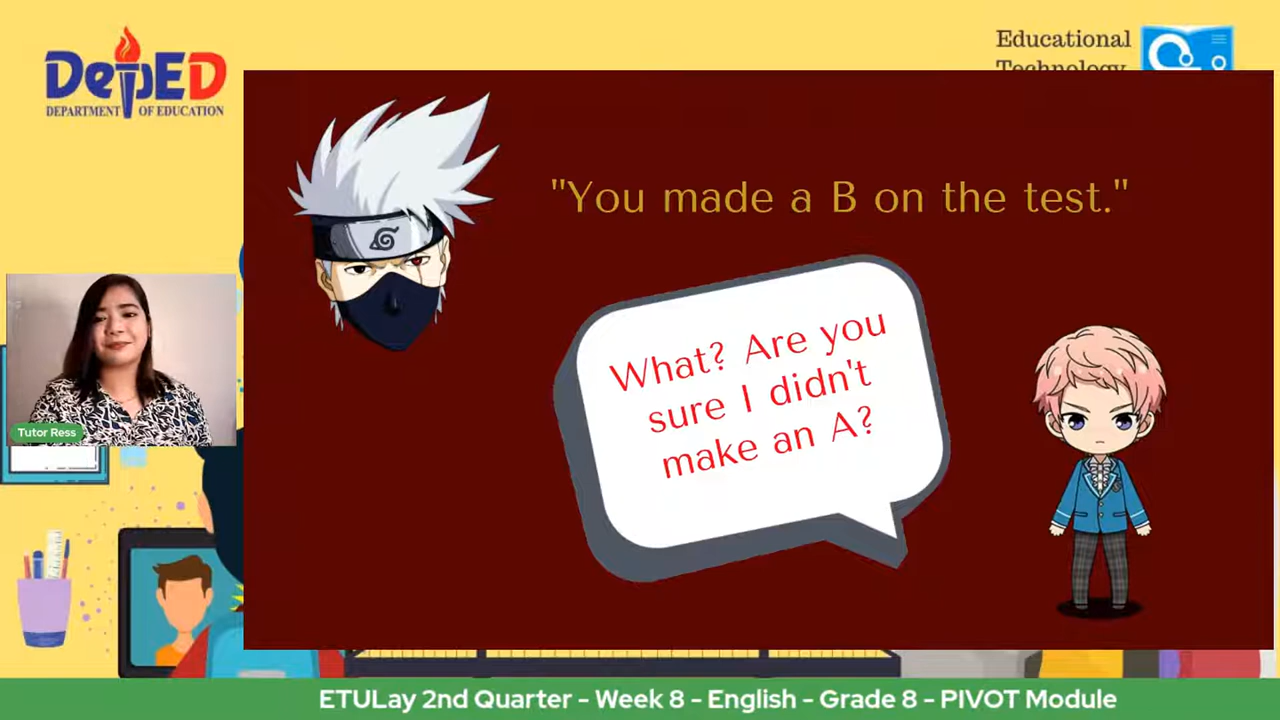 DepED
DEPARTMENT OF EDUCATION
Educational
Technology
"You made a B on the test."
What? Are you
sure I didn't
make an A?
Tutor Ress
ETULay 2nd Quarter - Week 8 - English - Grade 8 - PIVOT Module